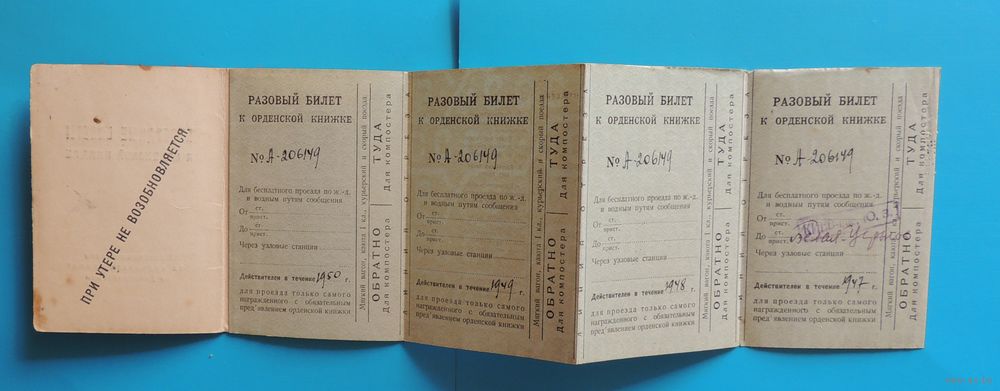 ПРИ УТЕРЕ НЕ ВОЗОБНОВЛЯЕТСЯ.
РАЗОВЫЙ БИЛЕТ
К ОРДЕНСКОЙ КНИЖКЕ
№ А-206149
Для бесплатного проезда по ж.-д.
и водным путям сообщения
От ст.
прист.
До ст.
прист.
Через узловые станции
Действителен в течение 1950 г.
для проезда только самого
награжденного с обязательным
пред'явлением орденской книжки
Мягкий вагон, каюта I кл., курьерский и скорый поезда
ОБРАТНО
Для компостера
ТУДА
Для компостера
РАЗОВЫЙ БИЛЕТ
К ОРДЕНСКОЙ КНИЖКЕ
№ А-206149
Для бесплатного проезда по ж.-д.
и водным путям сообщения
От ст.
прист.
До ст.
прист.
Через узловые станции
Действителен в течение 1949 г.
для проезда только самого
награжденного с обязательным
пред'явлением орденской книжки
Мягкий вагон, каюта I кл., курьерский и скорый поезда
ОБРАТНО
Для компостера
ТУДА
Для компостера
РАЗОВЫЙ БИЛЕТ
К ОРДЕНСКОЙ КНИЖКЕ
№ А-206149
Для бесплатного проезда по ж.-д.
и водным путям сообщения
От ст.
прист.
До ст.
прист.
Через узловые станции
Действителен в течение 1948 г.
для проезда только самого
награжденного с обязательным
пред'явлением орденской книжки
Мягкий вагон, каюта I кл., курьерский и скорый поезда
ОБРАТНО
Для компостера
ТУДА
Для компостера
РАЗОВЫЙ БИЛЕТ
К ОРДЕНСКОЙ КНИЖКЕ
№ А-206149
Для бесплатного проезда по ж.-д.
и водным путям сообщения
От ст.
прист.
До ст.
прист.
Через узловые станции
Действителен в течение 1947 г.
для проезда только самого
награжденного с обязательным
пред'явлением орденской книжки
Мягкий вагон, каюта I кл., курьерский и скорый поезда
ОБРАТНО
Для компостера
ТУДА
Для компостера